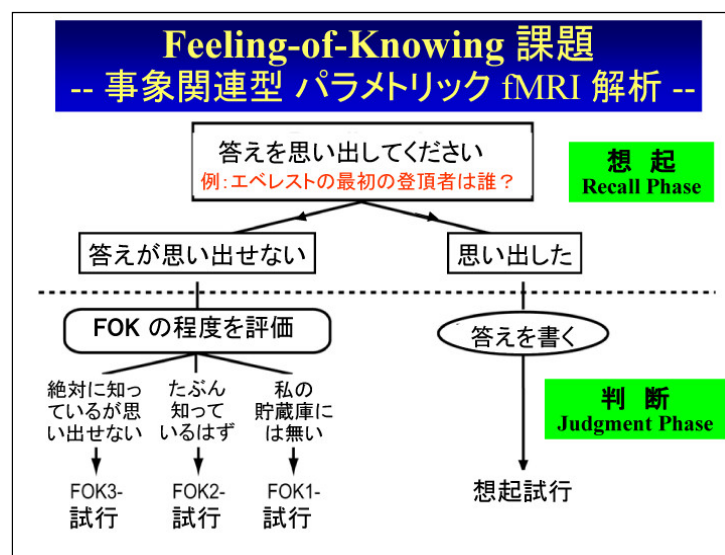 Feeling-of-Knowing 課題
-- 事象関連型 パラメトリック fMRI 解析 --
答えを思い出してください
例：エベレストの最初の登頂者は誰？
想 起
Recall Phase
答えが思い出せない
思い出した
FOK の程度を評価
答えを書く
絶対に知っ
ているが思
い出せない
たぶん
知って
いるはず
私の
貯蔵庫に
は無い
判 断
Judgment Phase
FOK3-
試行
FOK2-
試行
FOK1-
試行
想起試行